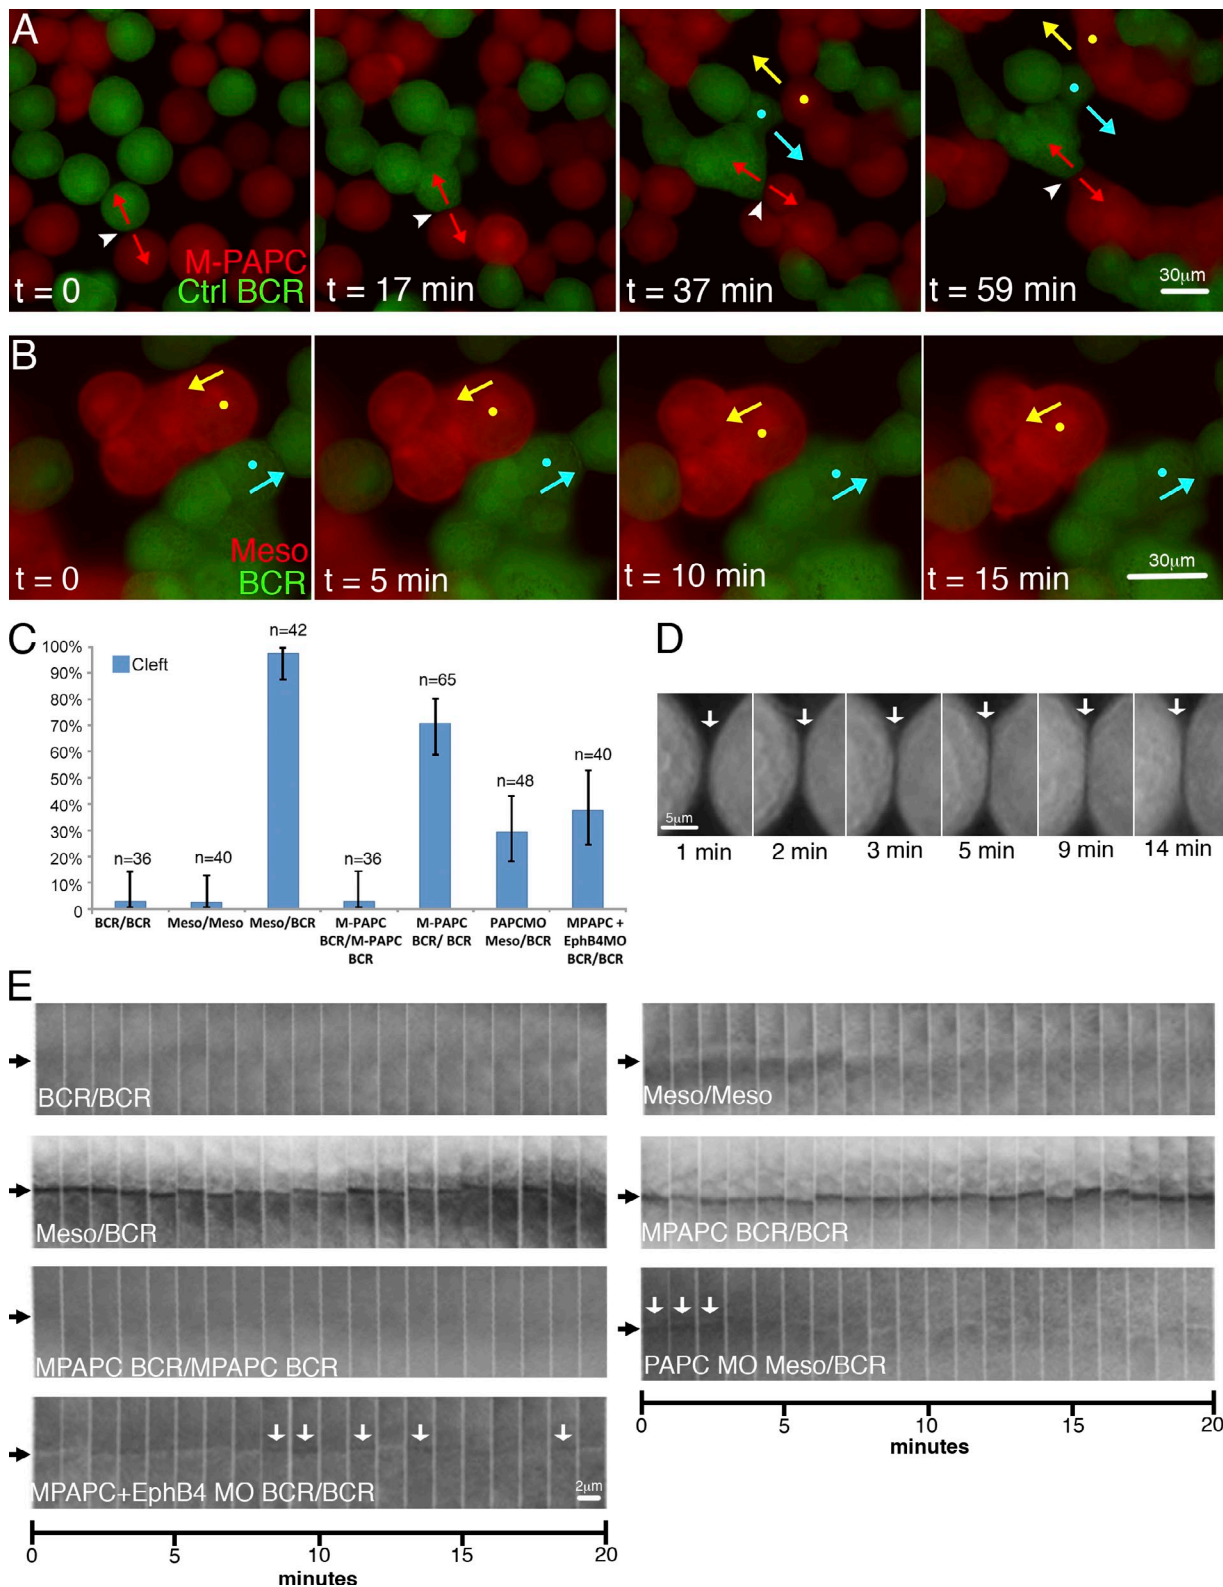 A
M-PAPC
Ctrl BCR
t = 0
t = 17 min
t = 37 min
t = 59 min
30μm
B
Meso
BCR
t = 0
t = 5 min
t = 10 min
t = 15 min
30μm
C
100%
90%
80%
70%
60%
50%
40%
30%
20%
10%
0
Cleft
n=36
n=40
n=42
n=36
n=65
n=48
n=40
BCR/BCR
Meso/Meso
Meso/BCR
M-PAPC
BCR/M-PAPC
BCR
M-PAPC
BCR/ BCR
PAPCMO
Meso/BCR
MPAPC +
EphB4MO
BCR/BCR
D
5μm
1 min
2 min
3 min
5 min
9 min
14 min
E
BCR/BCR
Meso/Meso
Meso/BCR
MPAPC BCR/BCR
MPAPC BCR/MPAPC BCR
PAPC MO Meso/BCR
MPAPC+EphB4 MO BCR/BCR
2μm
0 5 10 15 20
minutes
0 5 10 15 20
minutes